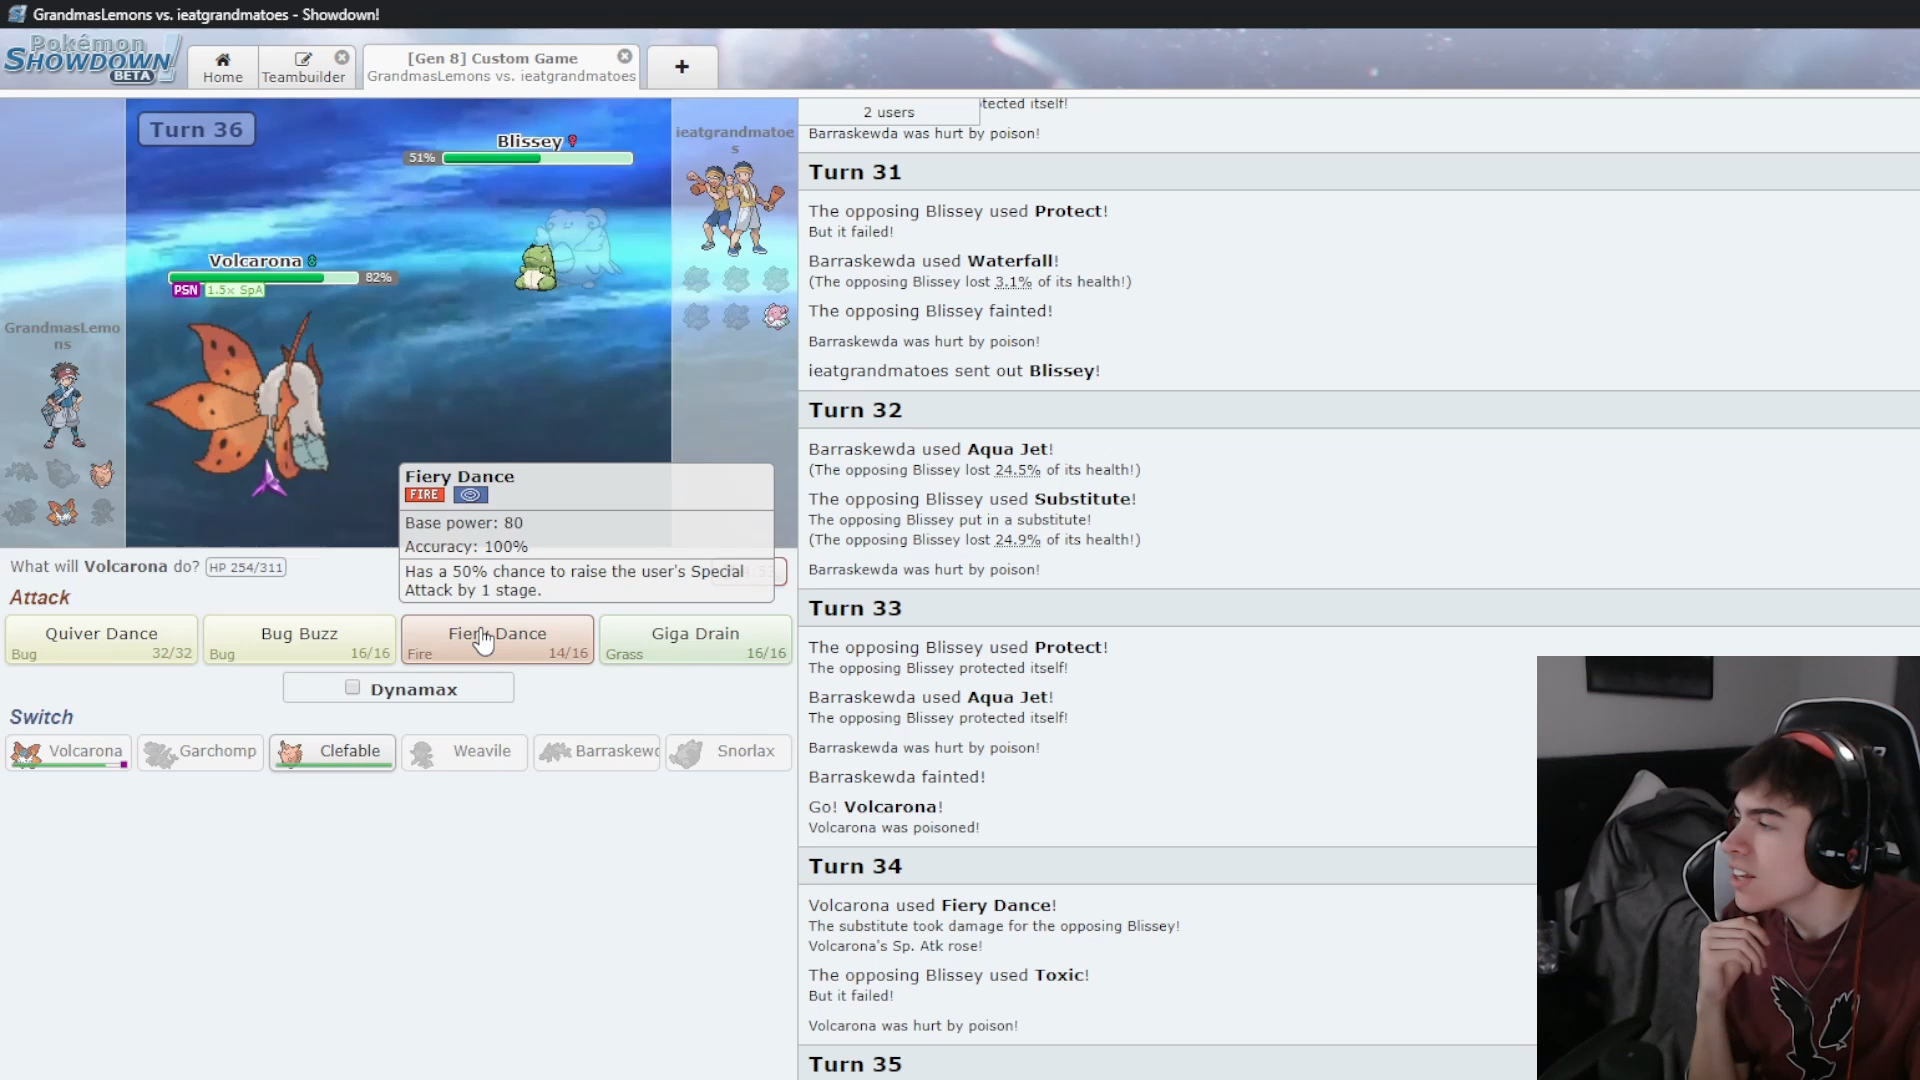 GrandmasLemons vs. ieatgrandmatoes - Showdown!
Pokémon
SHOWDOWN!
BETA
Home
Teambuilder
[Gen 8] Custom Game
GrandmasLemons vs. ieatgrandmatoes
+
Turn 36
Blissey
51%
Volcarona
82%
PSN 1.5x SpA
ieatgrandmatoe
s
GrandmasLemo
ns
Fiery Dance
FIRE
Base power: 80
Accuracy: 100%
Has a 50% chance to raise the user's Special
Attack by 1 stage.
What will Volcarona do? HP 254/311
Attack
Quiver Dance
Bug 32/32
Bug Buzz
Bug 16/16
Fiery Dance
Fire 14/16
Giga Drain
Grass 16/16
Dynamax
Switch
Volcarona
Garchomp
Clefable
Weavile
Barraskewd
Snorlax
2 users
tected itself!
Barraskewda was hurt by poison!
Turn 31
The opposing Blissey used Protect!
But it failed!
Barraskewda used Waterfall!
(The opposing Blissey lost 3.1% of its health!)
The opposing Blissey fainted!
Barraskewda was hurt by poison!
ieatgrandmatoes sent out Blissey!
Turn 32
Barraskewda used Aqua Jet!
(The opposing Blissey lost 24.5% of its health!)
The opposing Blissey used Substitute!
The opposing Blissey put in a substitute!
(The opposing Blissey lost 24.9% of its health!)
Barraskewda was hurt by poison!
Turn 33
The opposing Blissey used Protect!
The opposing Blissey protected itself!
Barraskewda used Aqua Jet!
The opposing Blissey protected itself!
Barraskewda was hurt by poison!
Barraskewda fainted!
Go! Volcarona!
Volcarona was poisoned!
Turn 34
Volcarona used Fiery Dance!
The substitute took damage for the opposing Blissey!
Volcarona's Sp. Atk rose!
The opposing Blissey used Toxic!
But it failed!
Volcarona was hurt by poison!
Turn 35